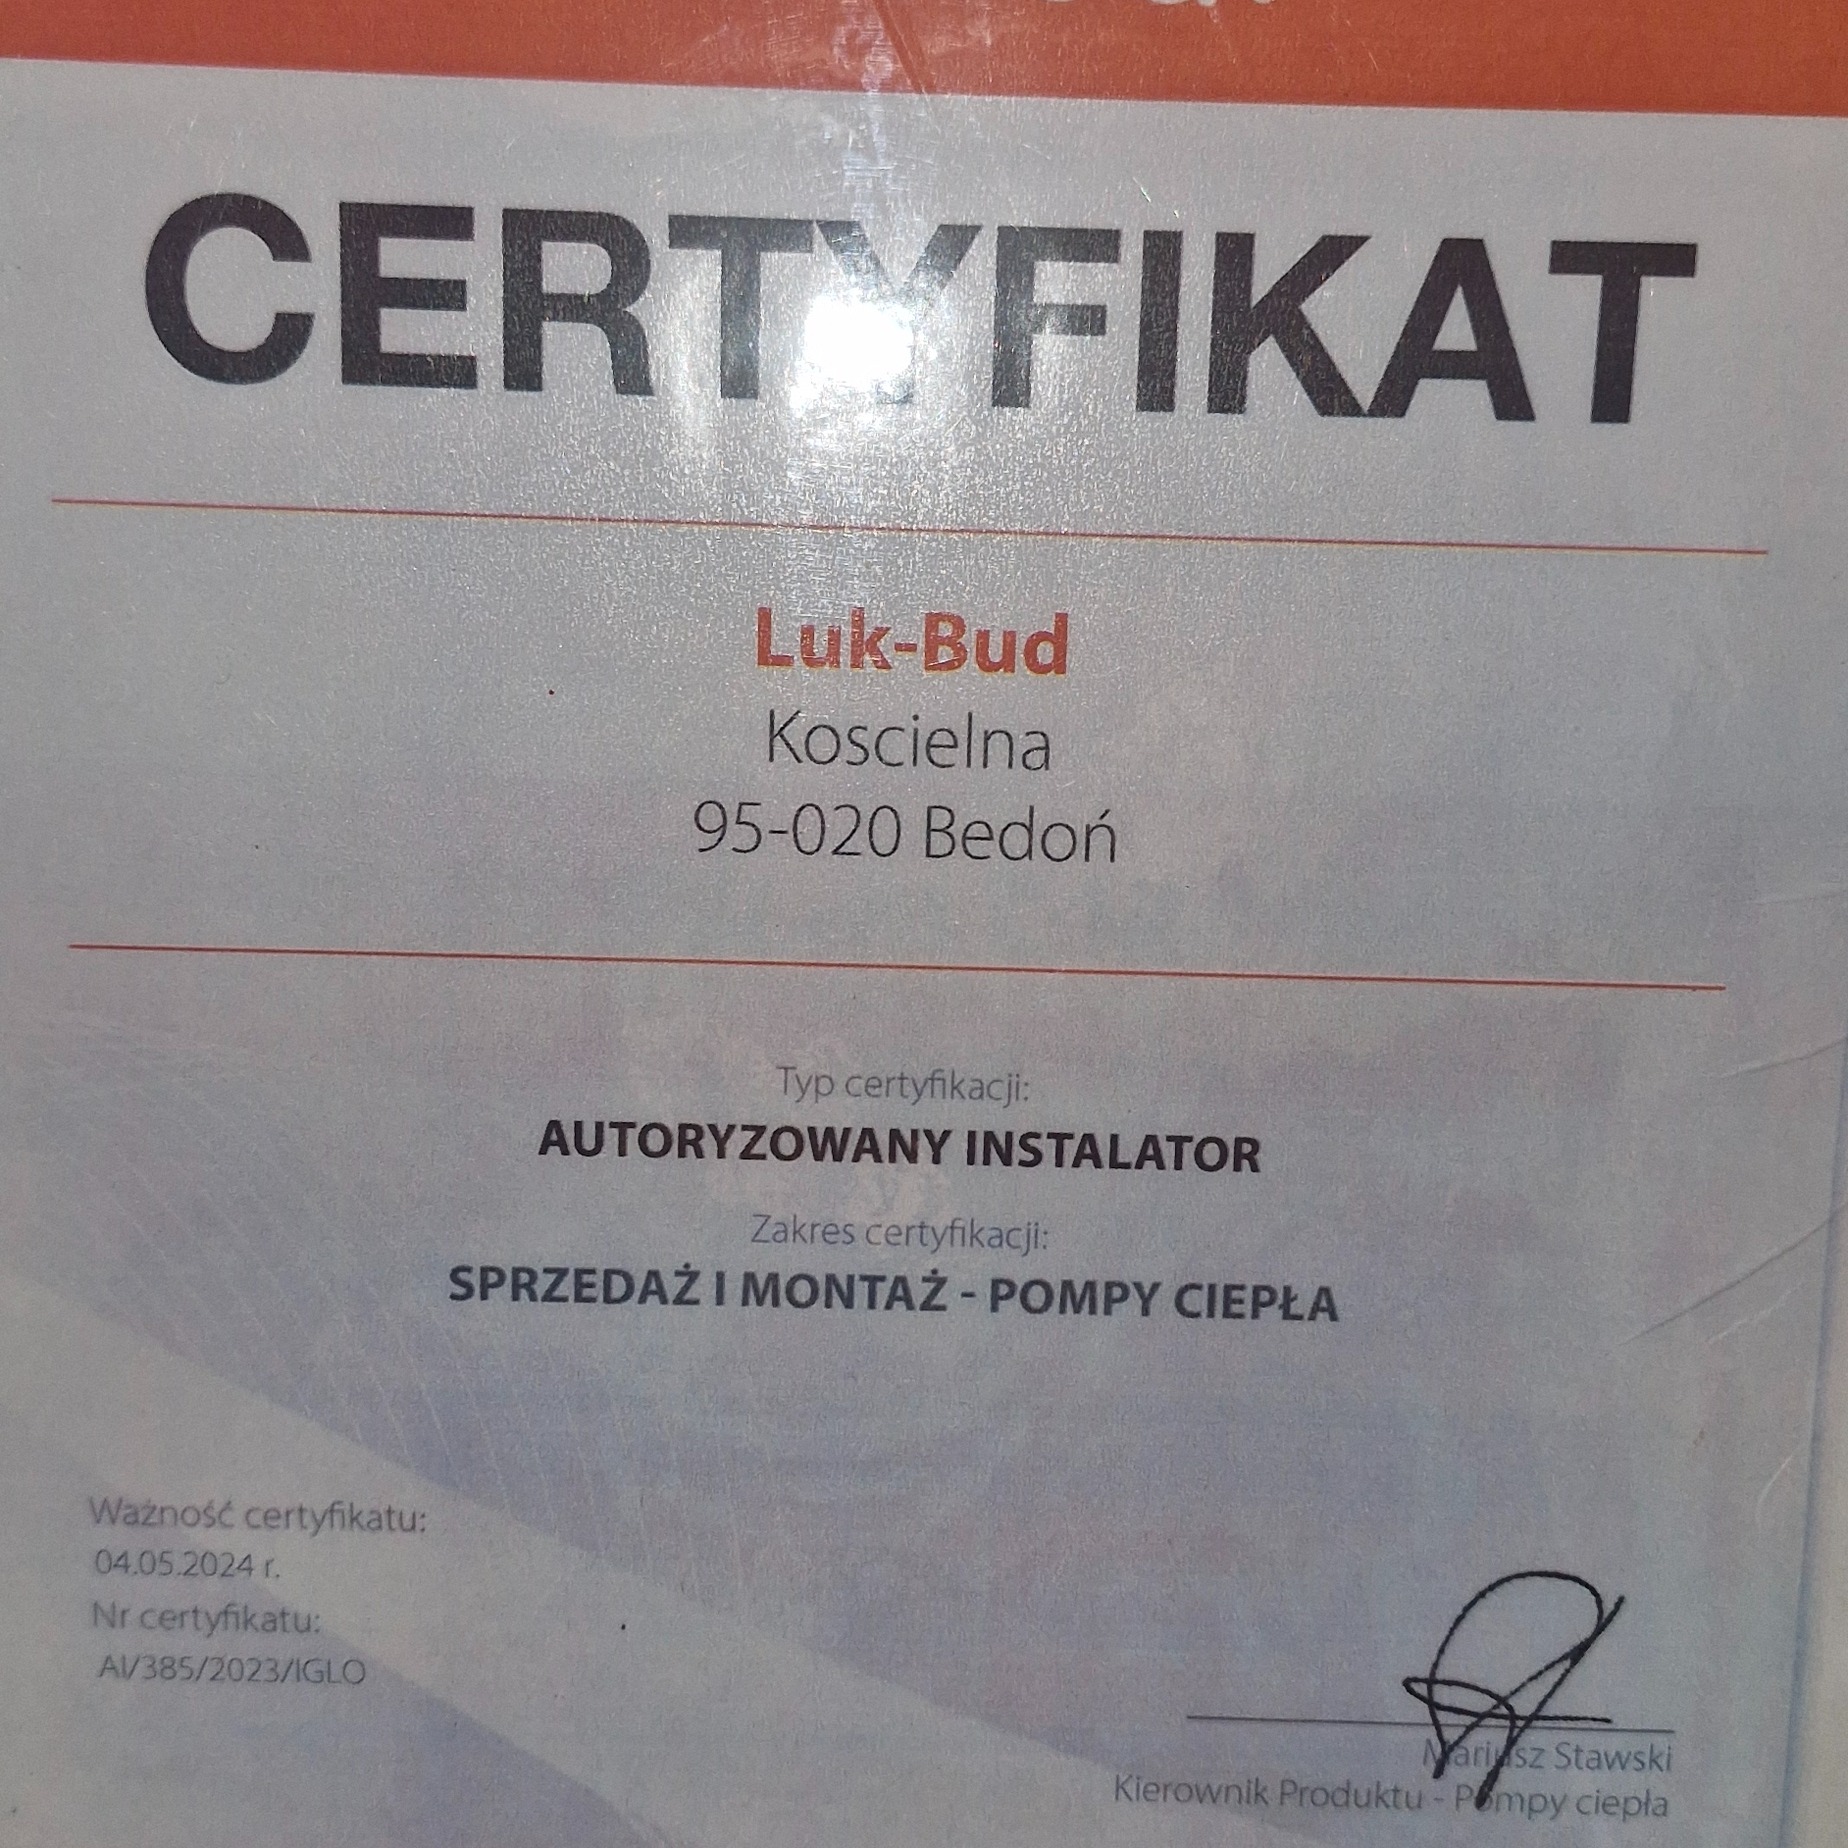 CERTYFIKAT
Luk-Bud
Koscielna
95-020 Bedoń
Typ certyfikacji:
AUTORYZOWANY INSTALATOR
Zakres certyfikacji:
SPRZEDAŻ I MONTAŻ - POMPY CIEPŁA
Ważność certyfikatu:
04.05.2024 r.
Nr certyfikatu:
AI/385/2023/IGLO
Mariusz Stawski
Kierownik Produktu - Pompy ciepła